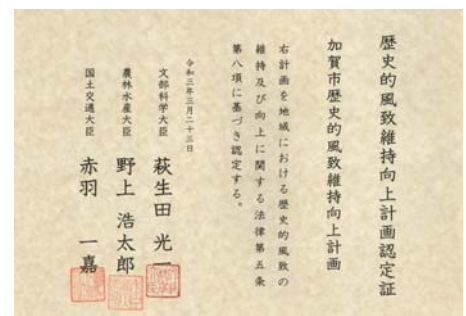 歴史的風致維持向上計画認定証
加賀市歴史的風致維持向上計画
右計画を地域における歴史的風致の
維持及び向上に関する法律第五条
第八項に基づき認定する。
令和三年三月二十三日
文部科学大臣 萩生田 光一
農林水産大臣 野上 浩太郎
国土交通大臣 赤羽 一嘉